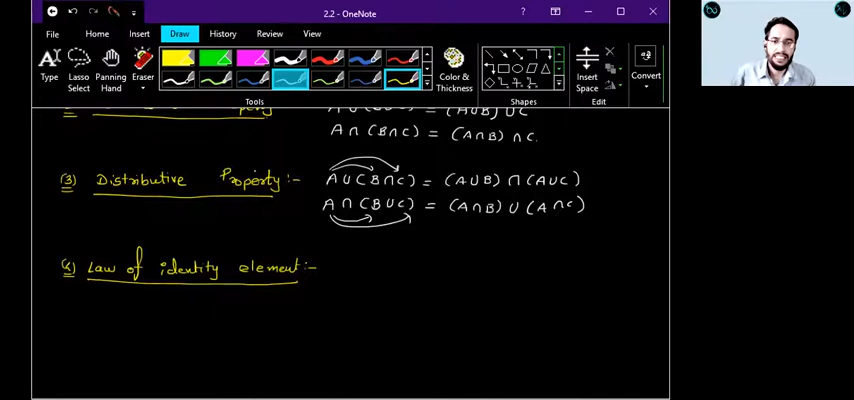 2.2 - OneNote
File Home Insert Draw History Review View
Type Lasso Select Panning Hand Eraser Color & Thickness Insert Space Convert
Tools Shapes Edit
= (A∪B) ∪ C
A ∩ (B∩C) = (A∩B) ∩ C.
(3) Distributive Property :- A ∪ (B∩C) = (A∪B) ∩ (A∪C)
A ∩ (B∪C) = (A∩B) ∪ (A∩C)
(4) Law of identity element :-